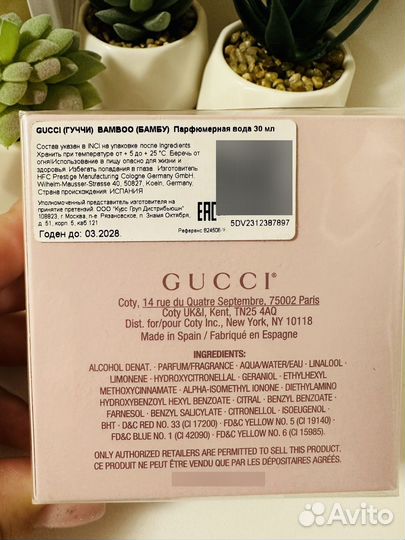 GUCCI (ГУЧЧИ) BAMBOO (БАМБУ) Парфюмерная вода 30 мл
Состав указан в INCI на упаковке после Ingredients
Хранить при температуре от + 5 до + 25 °C. Беречь от
огня!Использование в пищу опасно для жизни и
здоровья. Избегать попадания в глаза. Изготовитель
HFC Prestige Manufacturing Cologne Germany GmbH,
Wilhelm-Mausser-Strasse 40, 50827, Koeln, Germany,
Страна происхождения: ИСПАНИЯ
Уполномоченный представитель изготовителя на
принятие претензий: ООО "Курс Груп Дистрибьюшн"
108823, г. Москва, п-е Рязановское, п. Знамя Октября,
д. 31, корп. 5, каб.121
EAC
5DV2312387897
Годен до: 03.2028.
Референс:
GUCCI
Coty, 14 rue du Quatre Septembre, 75002 Paris
Coty UK&I, Kent, TN25 4AQ
Dist. for/pour Coty Inc., New York, NY 10118
Made in Spain / Fabriqué en Espagne
INGREDIENTS:
ALCOHOL DENAT. • PARFUM/FRAGRANCE • AQUA/WATER/EAU • LINALOOL •
LIMONENE • HYDROXYCITRONELLAL • GERANIOL • ETHYLHEXYL
METHOXYCINNAMATE • ALPHA-ISOMETHYL IONONE • DIETHYLAMINO
HYDROXYBENZOYL HEXYL BENZOATE • CITRAL • BENZYL BENZOATE •
FARNESOL • BENZYL SALICYLATE • CITRONELLOL • ISOEUGENOL •
BHT • D&C RED NO. 33 (CI 17200) • FD&C YELLOW NO. 5 (CI 19140) •
FD&C BLUE NO. 1 (CI 42090) • FD&C YELLOW NO. 6 (CI 15985).
ONLY AUTHORIZED RETAILERS ARE PERMITTED TO SELL THIS PRODUCT.
CE PRODUIT NE PEUT ÊTRE VENDU QUE PAR LES DÉPOSITAIRES AGRÉÉS.
Avito